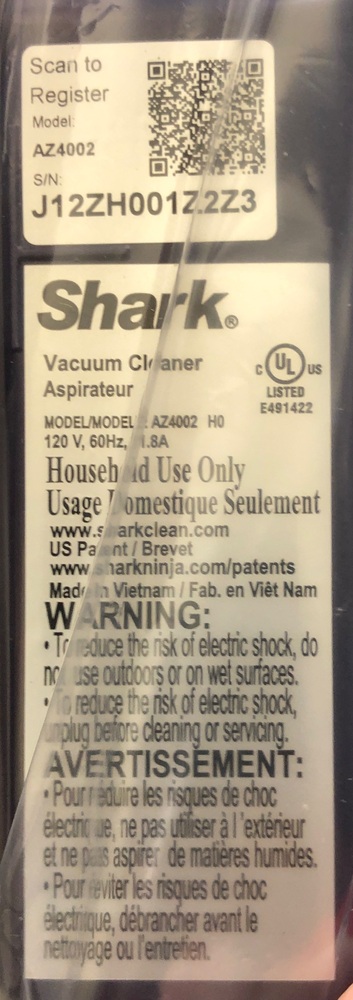 Scan to
Register
Model:
AZ4002
S/N:
Shark®
Vacuum Cleaner
Aspirateur
C UL US
LISTED
E491422
MODEL/MODEL : AZ4002 H0
120 V, 60Hz,
Household Use Only
Usage Domestique Seulement
www.sharkclean.com
US Patent / Brevet
www.sharkninja.com/patents
Made in Vietnam / Fab. en Viêt Nam
WARNING:
• To reduce the risk of electric shock, do
not use outdoors or on wet surfaces.
• To reduce the risk of electric shock,
unplug before cleaning or servicing.
AVERTISSEMENT:
• Pour réduire les risques de choc
électrique, ne pas utiliser à l'extérieur
et ne pas aspirer de matières humides.
• Pour éviter les risques de choc
électrique, débrancher avant le
nettoyage ou l'entretien.